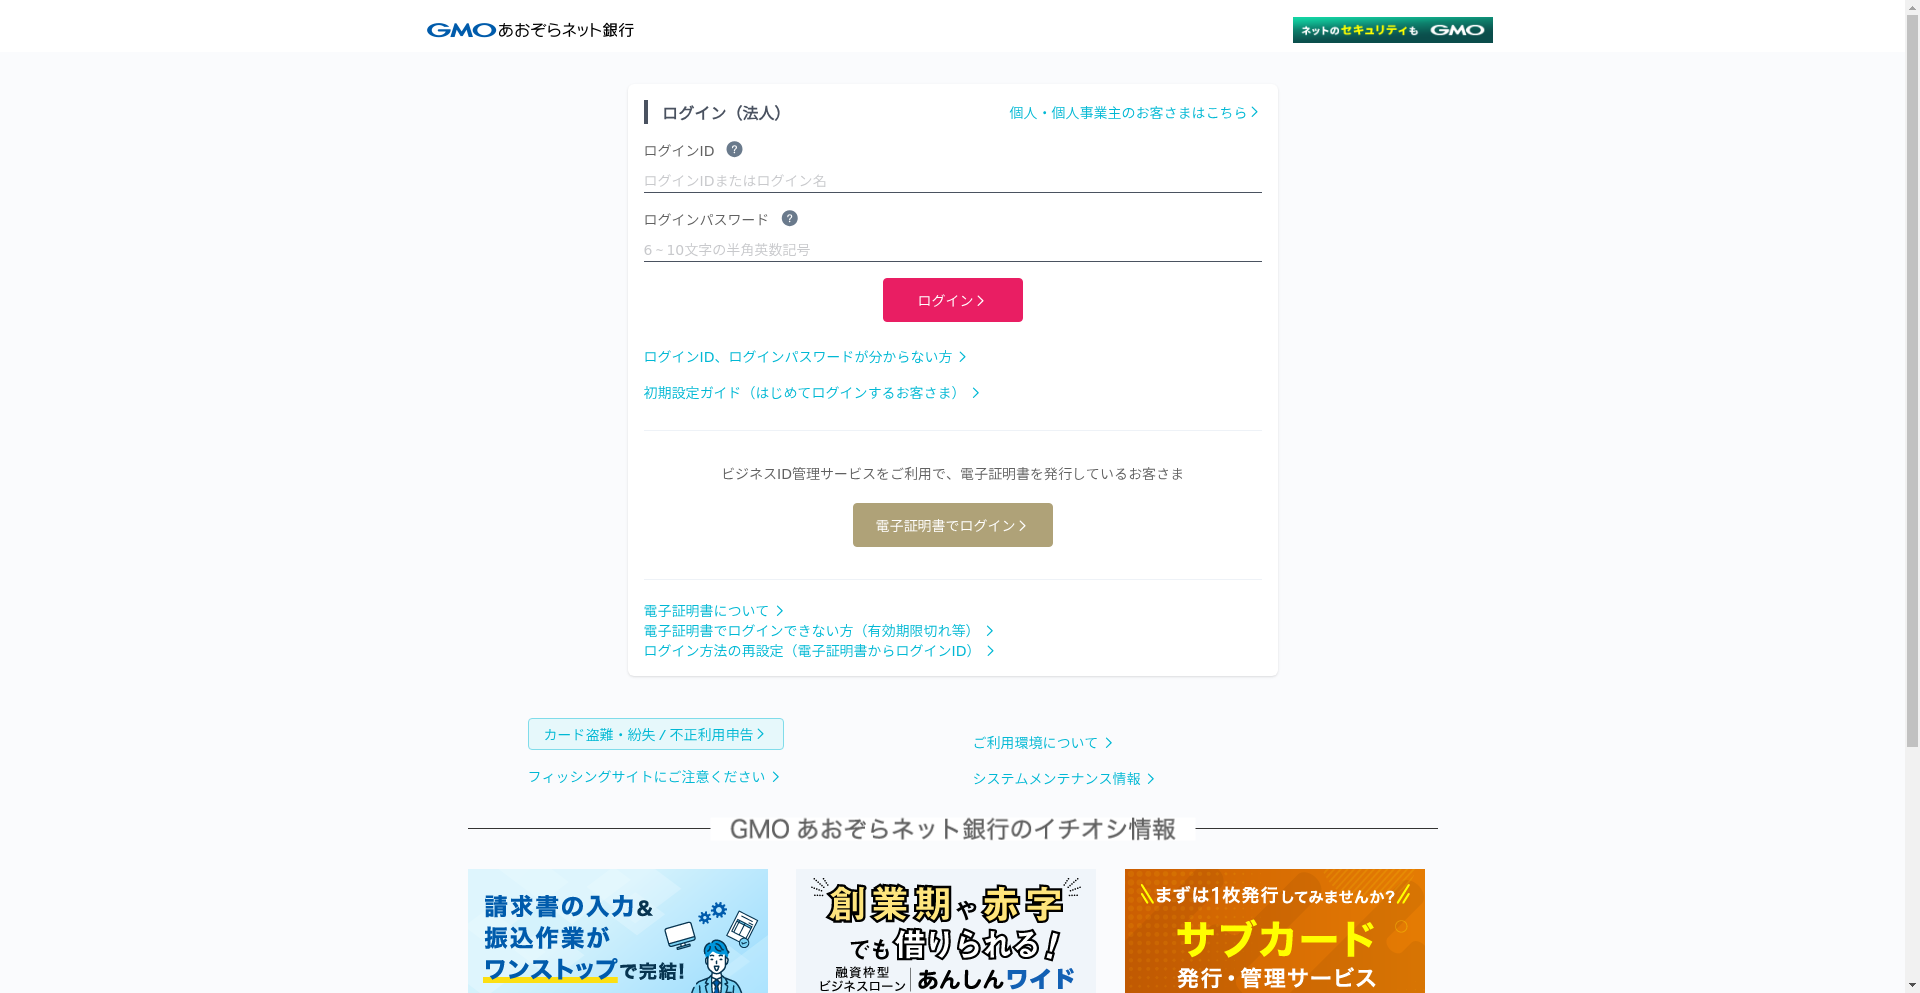 GMOあおぞらネット銀行
ネットのセキュリティも GMO
ログイン（法人）
個人・個人事業主のお客さまはこちら
ログインID ?
ログインIDまたはログイン名
ログインパスワード ?
6 ~ 10文字の半角英数記号
ログイン
ログインID、ログインパスワードが分からない方
初期設定ガイド（はじめてログインするお客さま）
ビジネスID管理サービスをご利用で、電子証明書を発行しているお客さま
電子証明書でログイン
電子証明書について
電子証明書でログインできない方（有効期限切れ等）
ログイン方法の再設定（電子証明書からログインID）
カード盗難・紛失 / 不正利用申告
ご利用環境について
フィッシングサイトにご注意ください
システムメンテナンス情報
GMO あおぞらネット銀行のイチオシ情報
請求書の入力&
振込作業が
ワンストップで完結!
創業期や赤字
でも借りられる!
融資枠型
ビジネスローン
あんしんワイド
まずは1枚発行してみませんか?
サブカード
発行・管理サービス